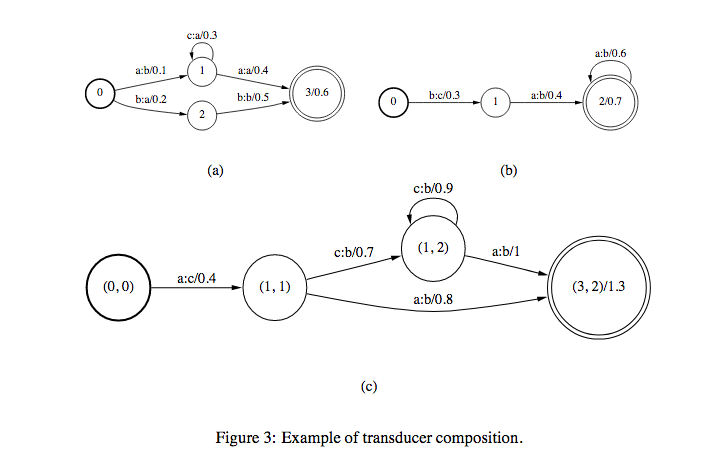 c:a/0.3
a:b/0.1
1
a:a/0.4
0
3/0.6
b:a/0.2
2
b:b/0.5
(a)
a:b/0.6
0
b:c/0.3
1
a:b/0.4
2/0.7
(b)
c:b/0.9
c:b/0.7
(1, 2)
a:b/1
(0, 0)
a:c/0.4
(1, 1)
(3, 2)/1.3
a:b/0.8
(c)
Figure 3: Example of transducer composition.